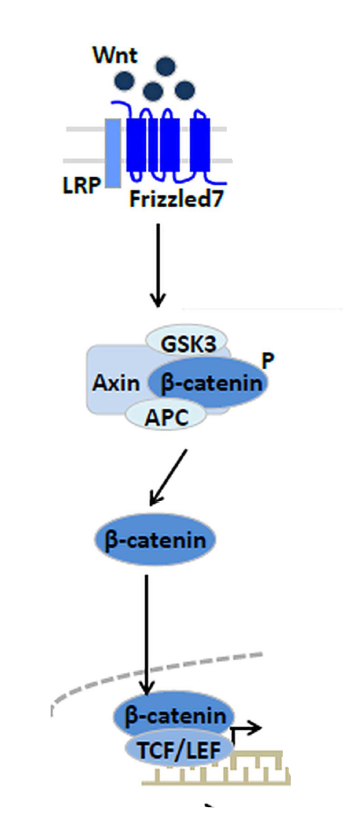 Wnt
LRP
Frizzled7
GSK3
P
Axin
β-catenin
APC
β-catenin
β-catenin
TCF/LEF